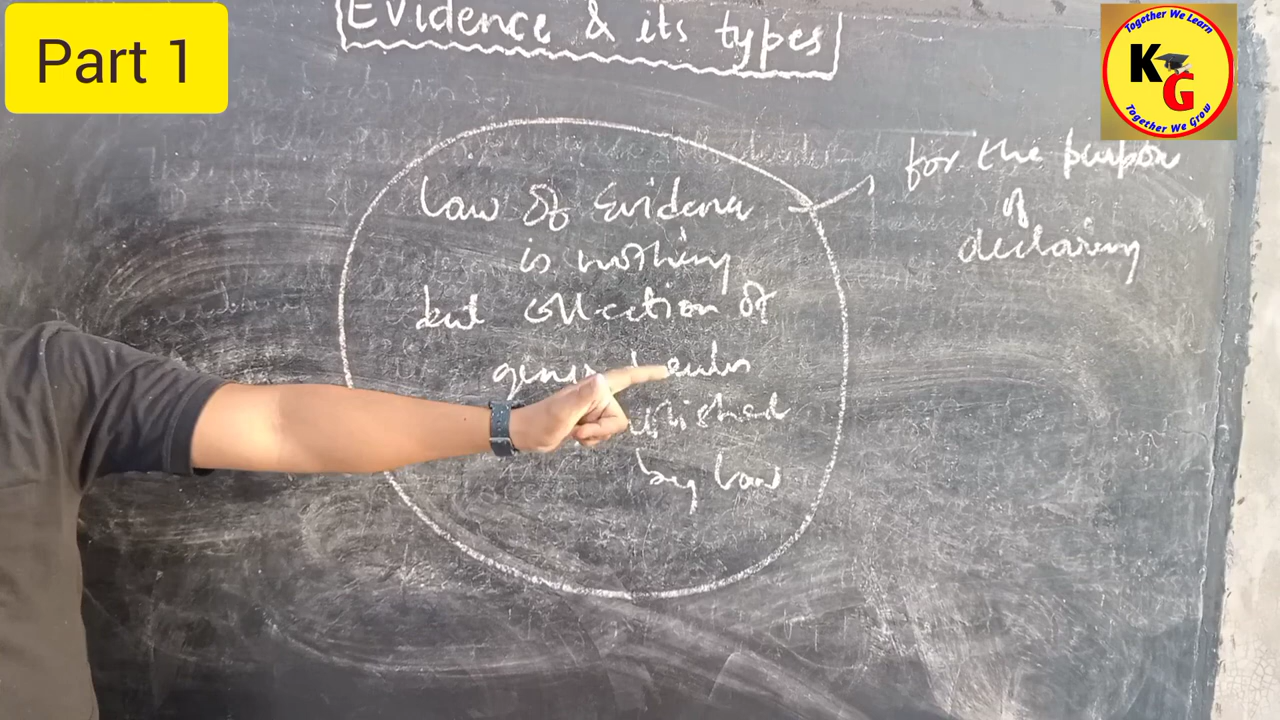 Part 1
Evidence & its types
Together We Learn
KG
Together We Grow
for the purpose
of
declaring
Law of Evidence
is nothing
but collection of
rules
by law